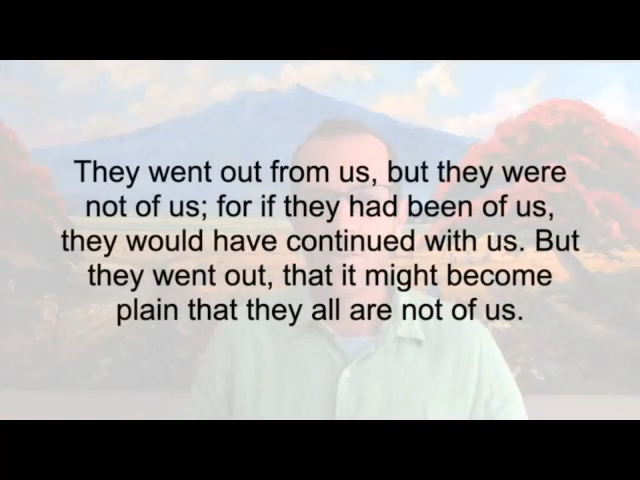 They went out from us, but they were
not of us; for if they had been of us,
they would have continued with us. But
they went out, that it might become
plain that they all are not of us.